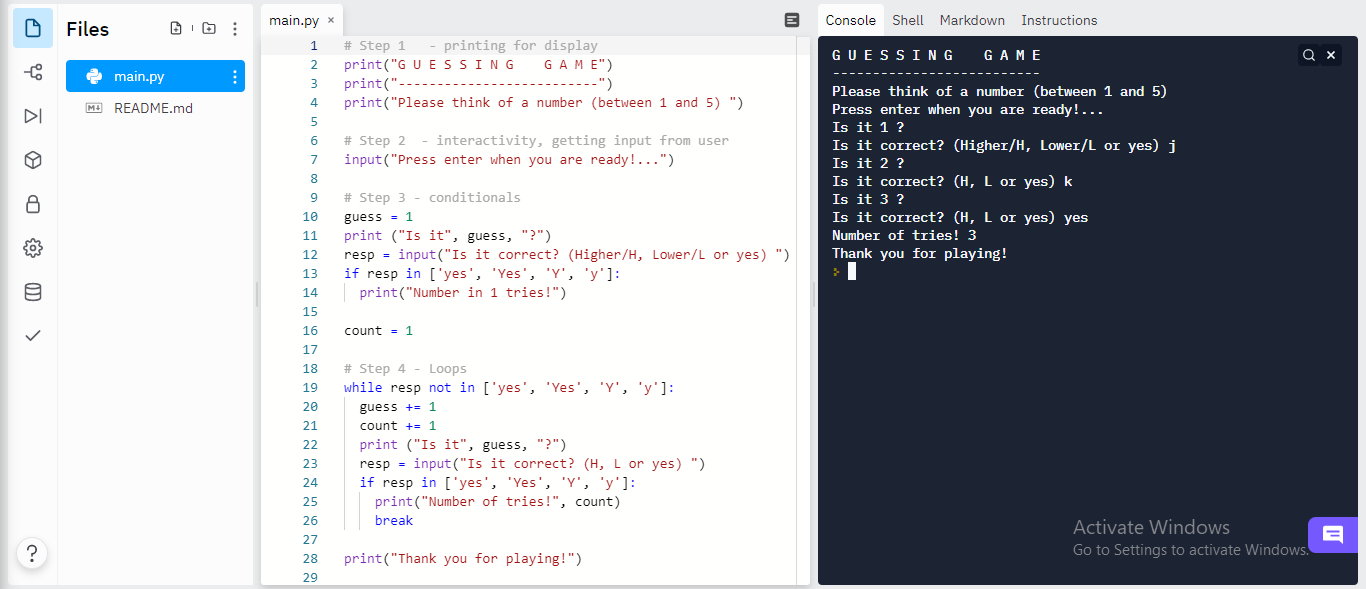 Files
main.py
README.md
main.py ×
1 # Step 1   - printing for display
2 print("G U E S S I N G    G A M E")
3 print("--------------------------")
4 print("Please think of a number (between 1 and 5) ")
5
6 # Step 2  - interactivity, getting input from user
7 input("Press enter when you are ready!...")
8
9 # Step 3 - conditionals
10 guess = 1
11 print ("Is it", guess, "?")
12 resp = input("Is it correct? (Higher/H, Lower/L or yes) ")
13 if resp in ['yes', 'Yes', 'Y', 'y']:
14   print("Number in 1 tries!")
15
16 count = 1
17
18 # Step 4 - Loops
19 while resp not in ['yes', 'Yes', 'Y', 'y']:
20   guess += 1
21   count += 1
22   print ("Is it", guess, "?")
23   resp = input("Is it correct? (H, L or yes) ")
24   if resp in ['yes', 'Yes', 'Y', 'y']:
25     print("Number of tries!", count)
26     break
27
28 print("Thank you for playing!")
29
Console Shell Markdown Instructions
G U E S S I N G    G A M E
--------------------------
Please think of a number (between 1 and 5)
Press enter when you are ready!...
Is it 1 ?
Is it correct? (Higher/H, Lower/L or yes) j
Is it 2 ?
Is it correct? (H, L or yes) k
Is it 3 ?
Is it correct? (H, L or yes) yes
Number of tries! 3
Thank you for playing!
Activate Windows
Go to Settings to activate Windows.
?